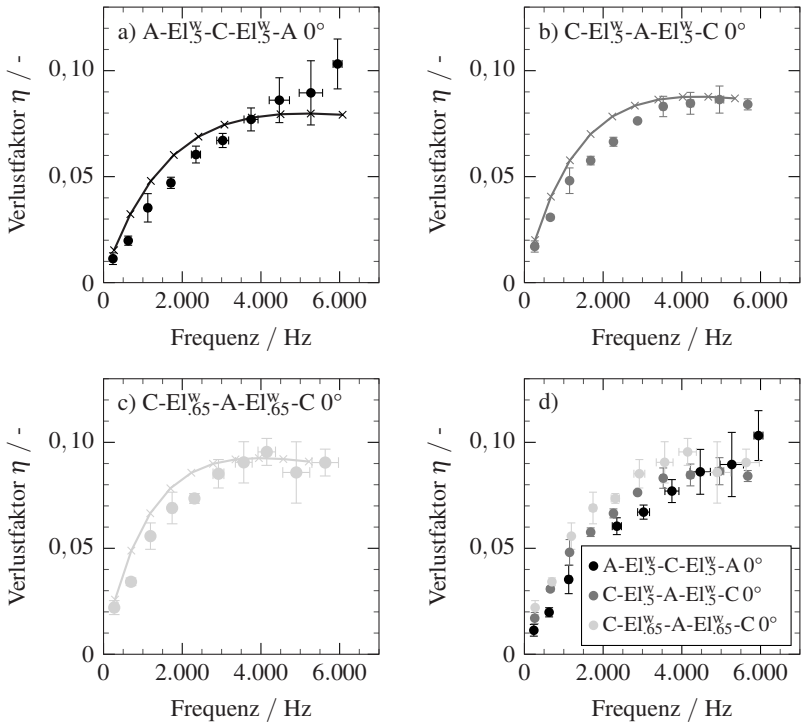 a) A-El.5^W-C-El.5^W-A 0°
Verlustfaktor η / -
0,10
0,05
0
0
2.000
4.000
6.000
Frequenz / Hz
b) C-El.5^W-A-El.5^W-C 0°
Verlustfaktor η / -
0,10
0,05
0
0
2.000
4.000
6.000
Frequenz / Hz
c) C-El.65^W-A-El.65^W-C 0°
Verlustfaktor η / -
0,10
0,05
0
0
2.000
4.000
6.000
Frequenz / Hz
d)
Verlustfaktor η / -
0,10
0,05
0
A-El.5^W-C-El.5^W-A 0°
C-El.5^W-A-El.5^W-C 0°
C-El.65^W-A-El.65^W-C 0°
0
2.000
4.000
6.000
Frequenz / Hz